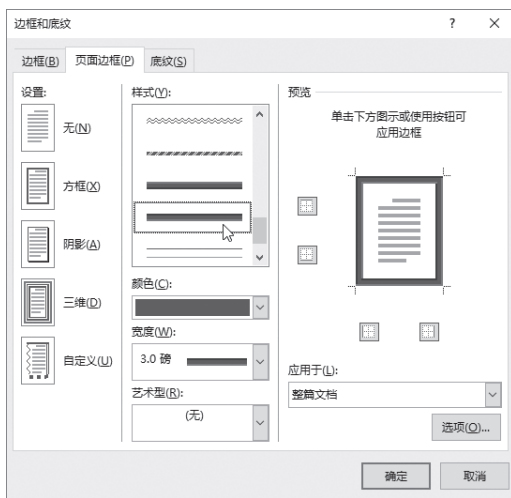 边框和底纹
边框(B)
页面边框(P)
底纹(S)
设置:
无(N)
方框(X)
阴影(A)
三维(D)
自定义(U)
样式(Y):
颜色(C):
宽度(W):
3.0 磅
艺术型(R):
(无)
预览
单击下方图示或使用按钮可
应用边框
应用于(L):
整篇文档
选项(O)...
确定
取消